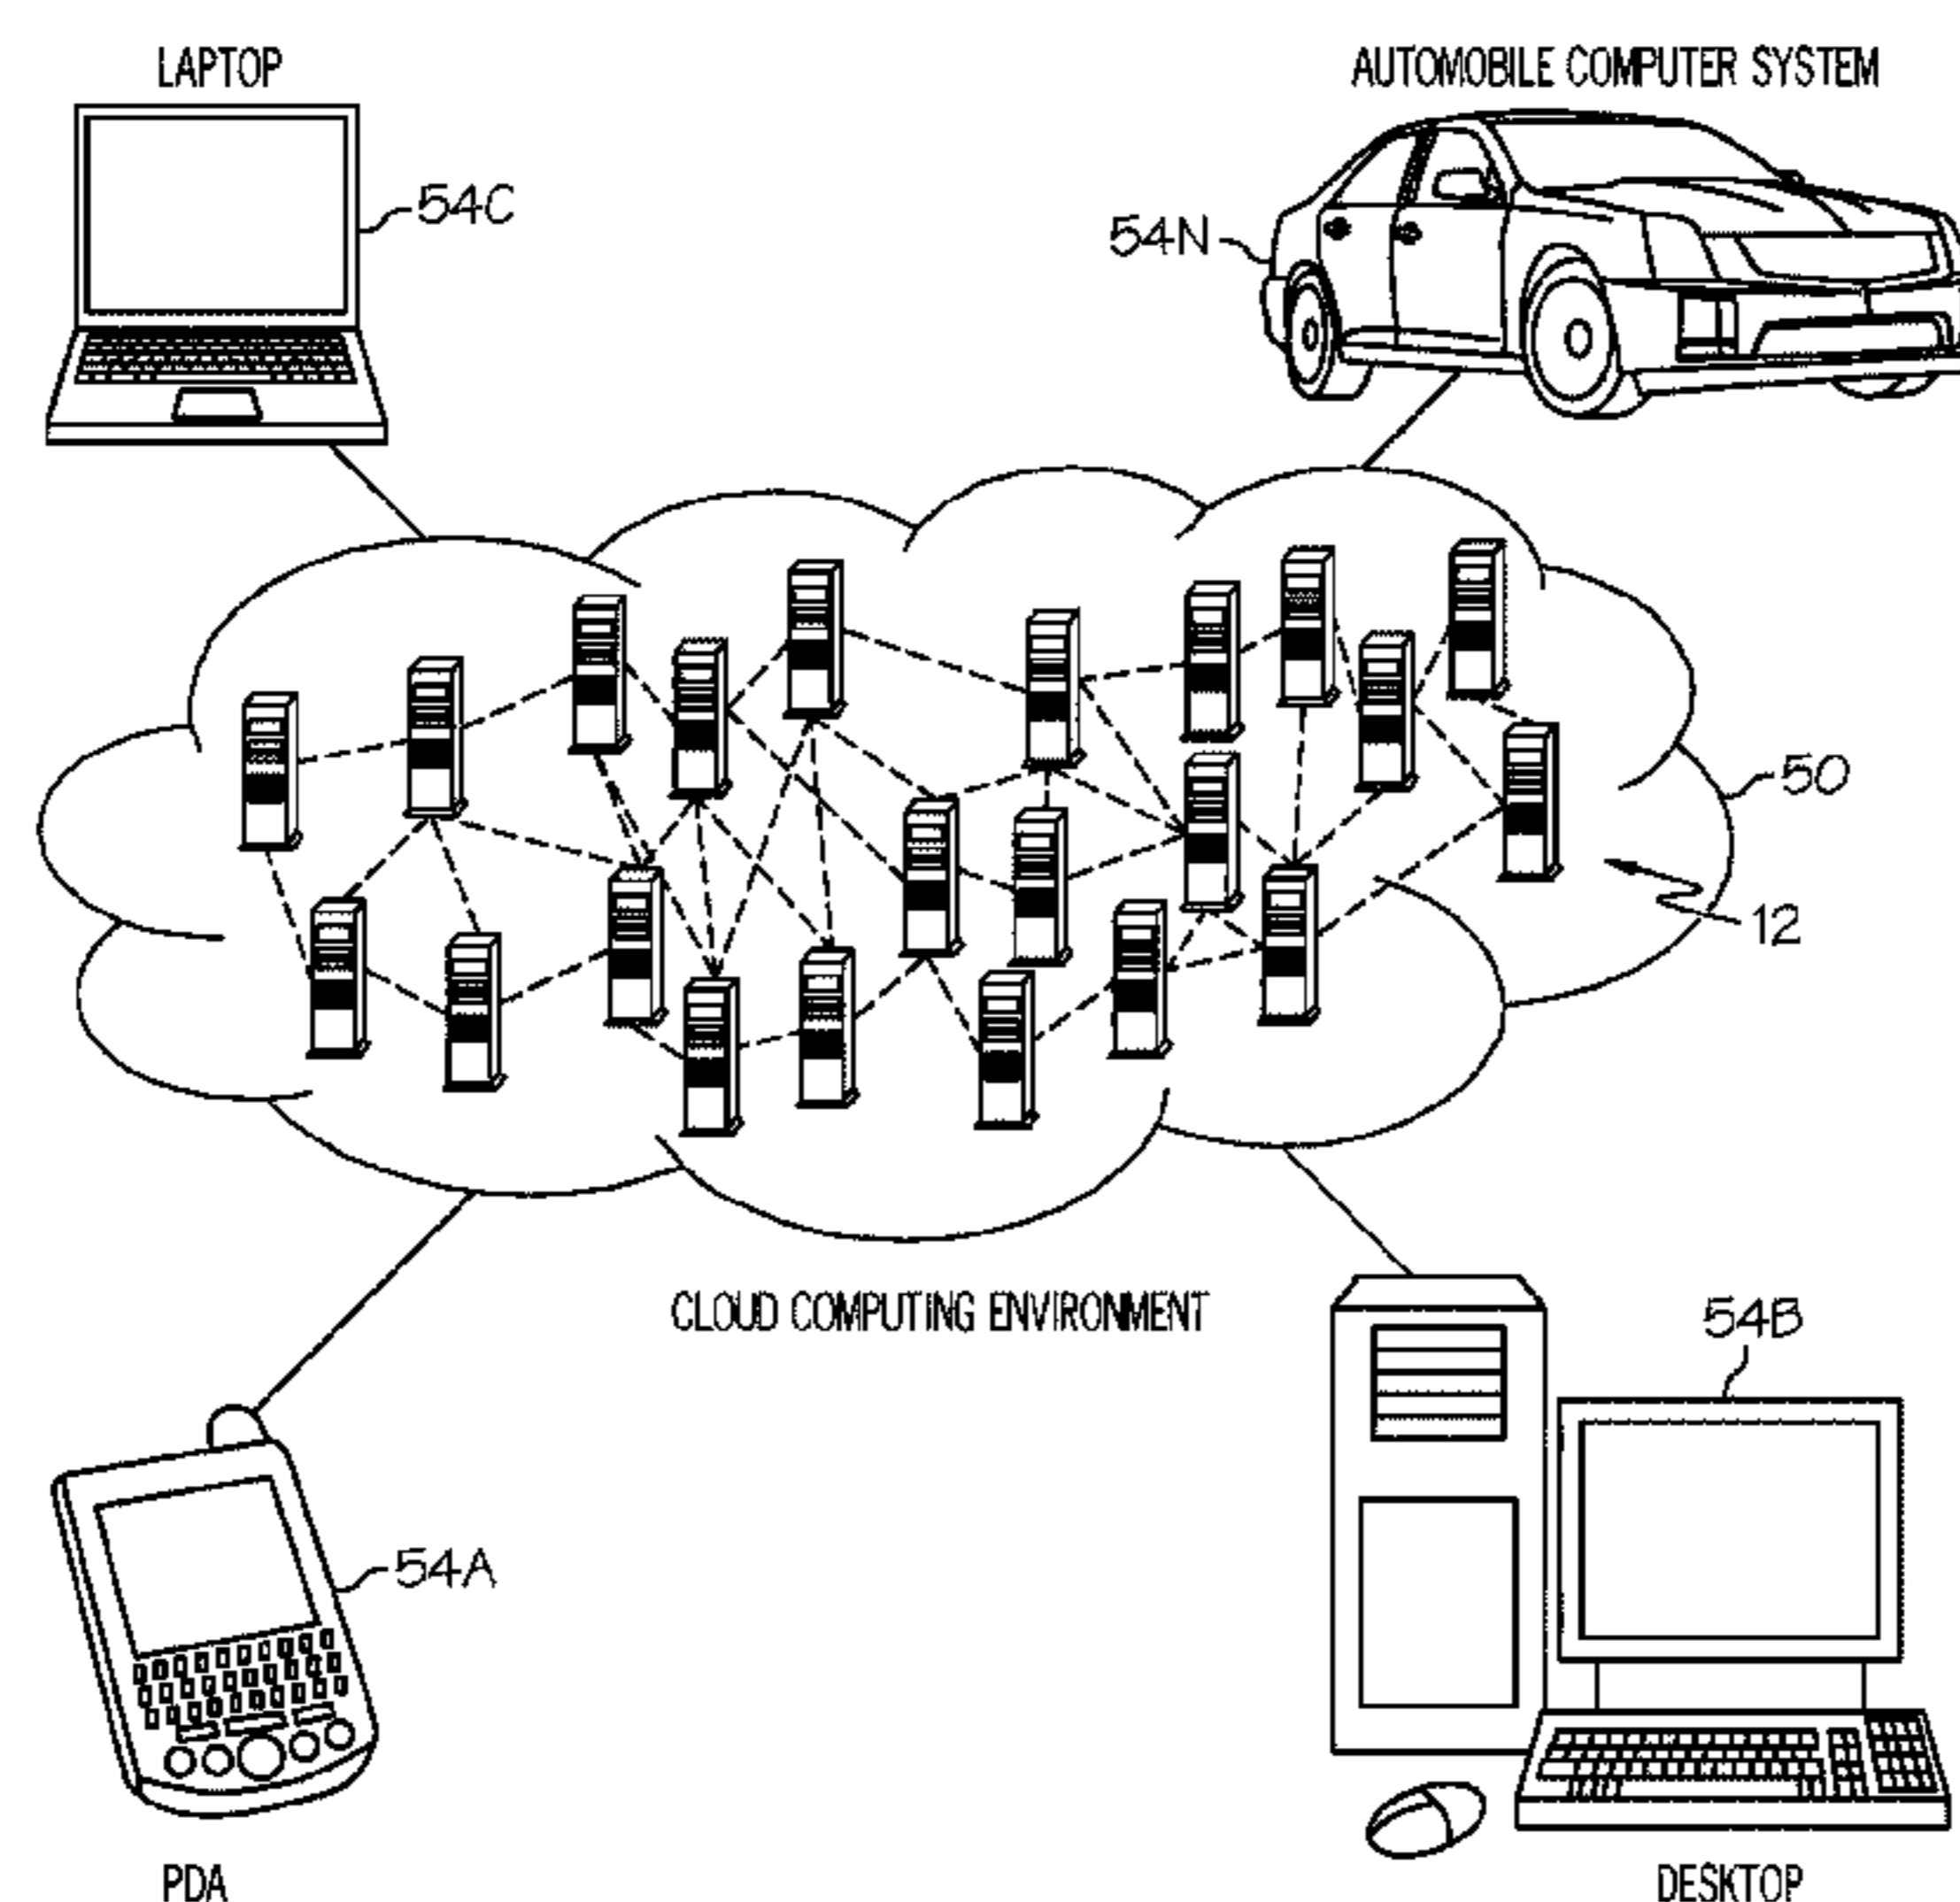 LAPTOP
AUTOMOBILE COMPUTER SYSTEM
54C
54N
50
12
CLOUD COMPUTING ENVIRONMENT
54B
54A
PDA
DESKTOP